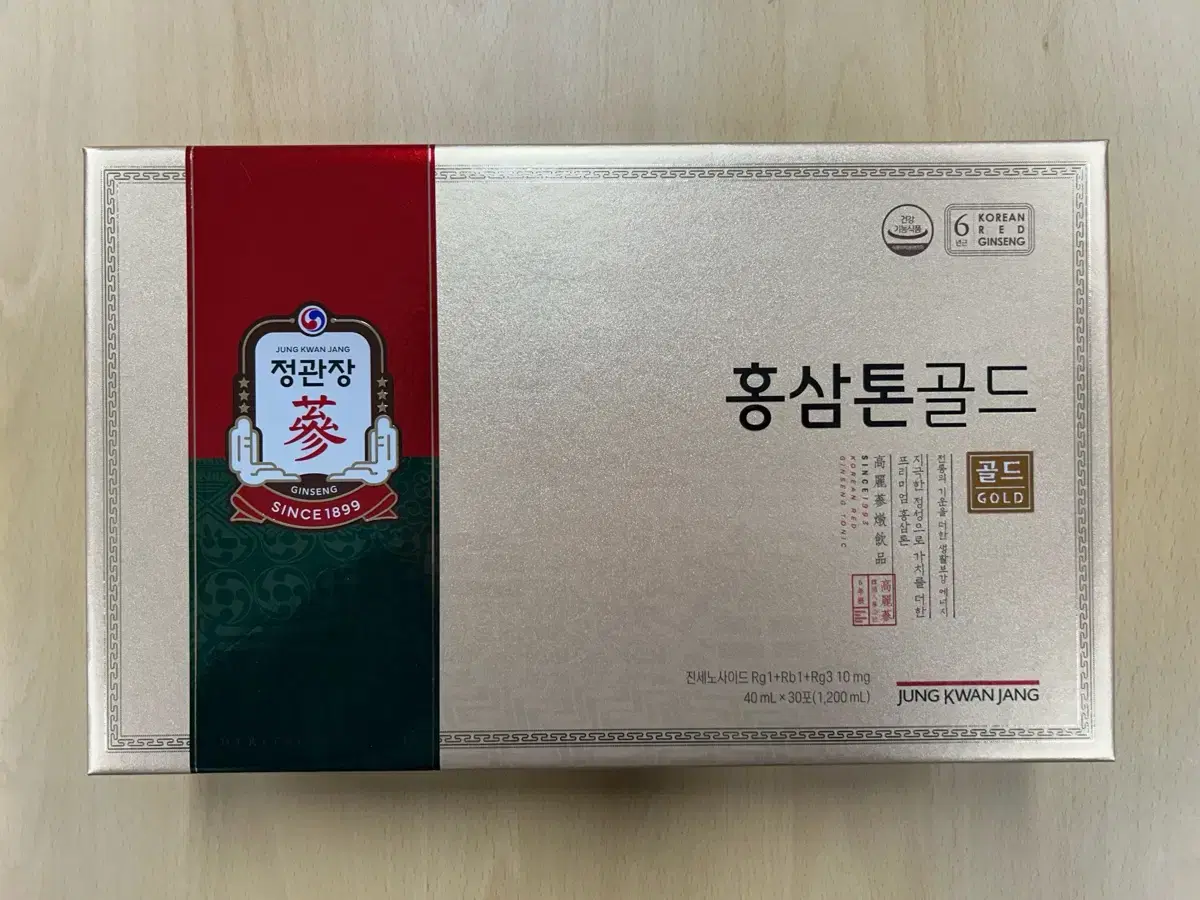 JUNG KWAN JANG
정관장
蔘
GINSENG
SINCE 1899
건강
기능식품
6
년근
KOREAN
RED
GINSENG
홍삼톤골드
골드
GOLD
전통의 기운을 더한 생활보강 에너지
지극한 정성으로 가치를 더한
프리미엄 홍삼톤
高麗蔘燉飮品
SINCE 1992
KOREAN RED
GINSENG TONIC
高麗蔘
6年根
진세노사이드 Rg1+Rb1+Rg3 10 mg
40 mL × 30포(1,200 mL)
JUNG KWAN JANG